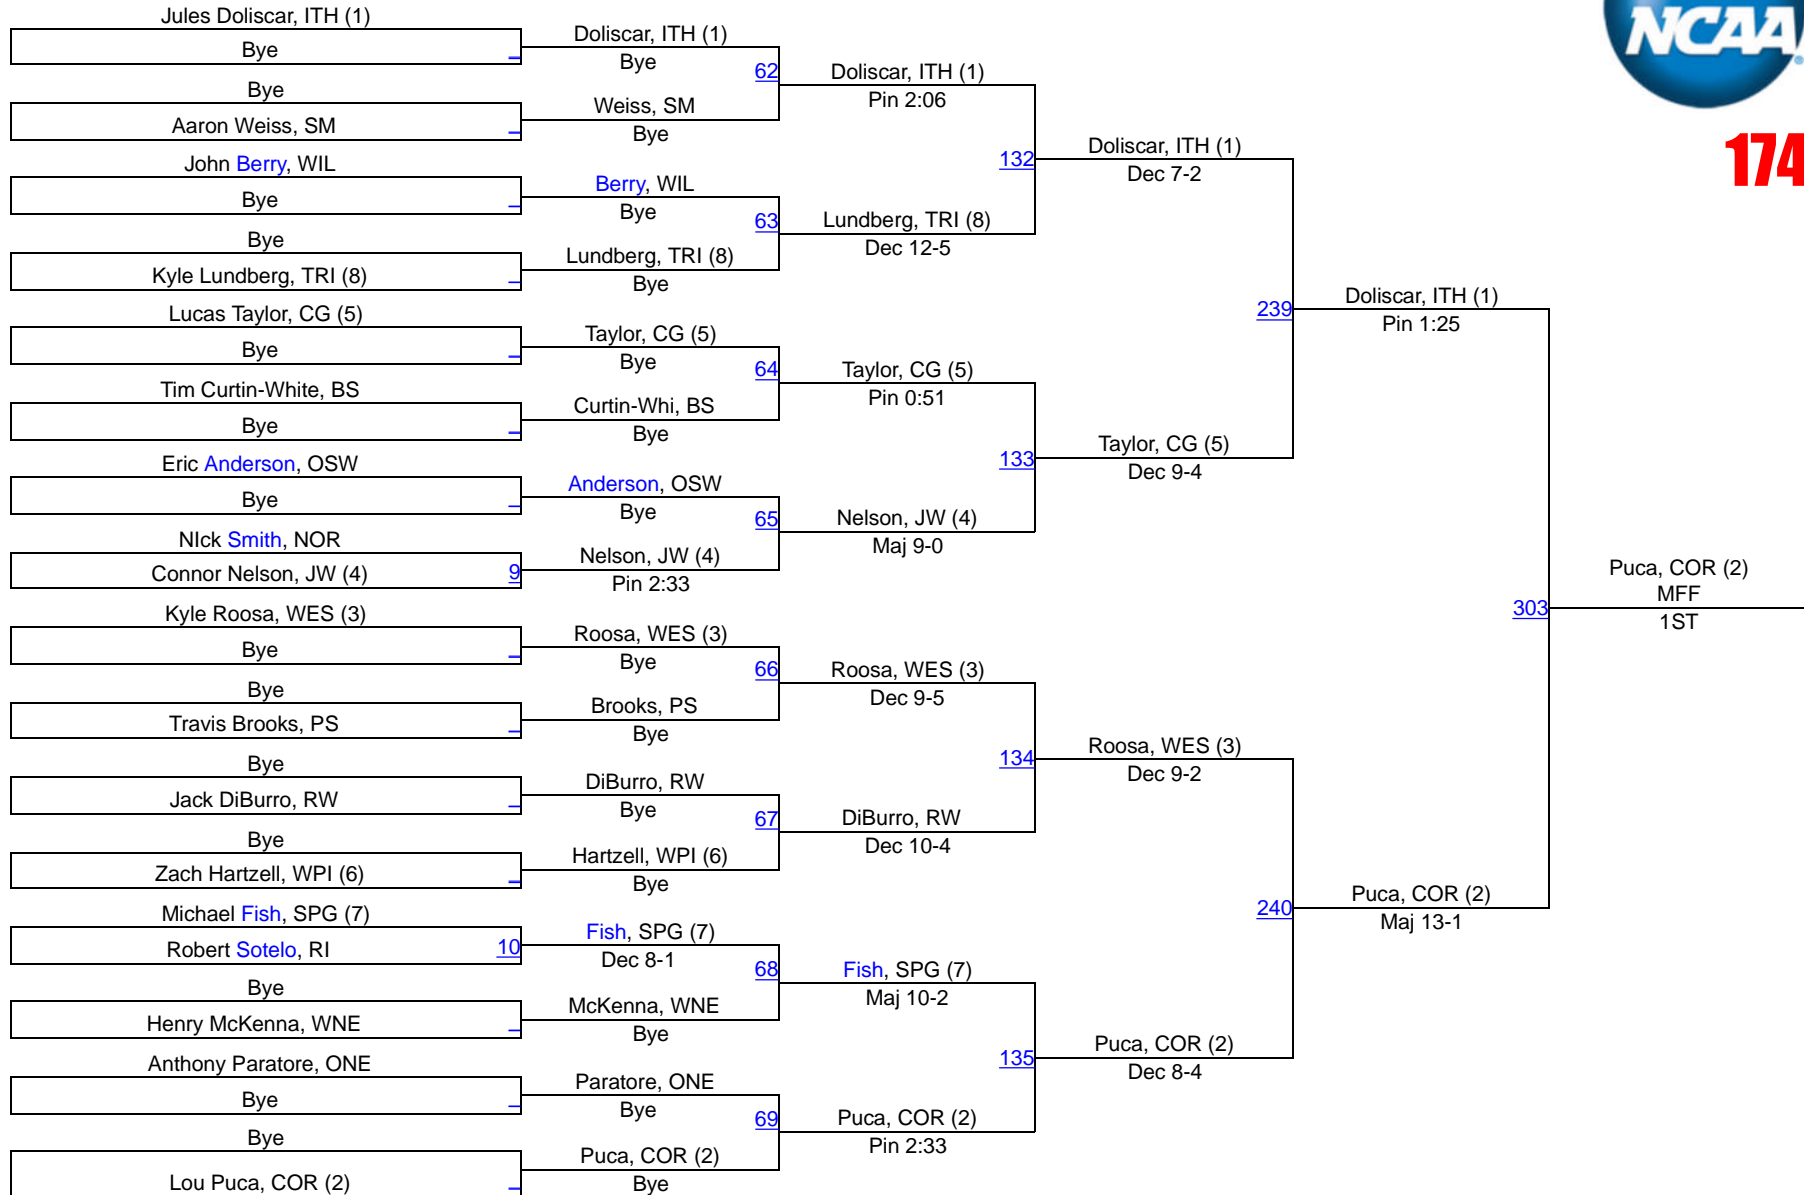 Jules Doliscar, ITH (1)
Bye
Bye
Aaron Weiss, SM
John Berry, WIL
Bye
Bye
Kyle Lundberg, TRI (8)
Lucas Taylor, CG (5)
Bye
Tim Curtin-White, BS
Bye
Eric Anderson, OSW
Bye
NIck Smith, NOR
Connor Nelson, JW (4)
9
Kyle Roosa, WES (3)
Bye
Bye
Travis Brooks, PS
Bye
Jack DiBurro, RW
Bye
Zach Hartzell, WPI (6)
Michael Fish, SPG (7)
Robert Sotelo, RI
10
Bye
Henry McKenna, WNE
Anthony Paratore, ONE
Bye
Bye
Lou Puca, COR (2)
Doliscar, ITH (1)
Bye
62
Weiss, SM
Bye
Berry, WIL
Bye
63
Lundberg, TRI (8)
Bye
Taylor, CG (5)
Bye
64
Curtin-Whi, BS
Bye
Anderson, OSW
Bye
65
Nelson, JW (4)
Pin 2:33
Roosa, WES (3)
Bye
66
Brooks, PS
Bye
DiBurro, RW
Bye
67
Hartzell, WPI (6)
Bye
Fish, SPG (7)
Dec 8-1
68
McKenna, WNE
Bye
Paratore, ONE
Bye
69
Puca, COR (2)
Bye
Doliscar, ITH (1)
Pin 2:06
132
Lundberg, TRI (8)
Dec 12-5
Taylor, CG (5)
Pin 0:51
133
Nelson, JW (4)
Maj 9-0
Roosa, WES (3)
Dec 9-5
134
DiBurro, RW
Dec 10-4
Fish, SPG (7)
Maj 10-2
135
Puca, COR (2)
Pin 2:33
Doliscar, ITH (1)
Dec 7-2
239
Taylor, CG (5)
Dec 9-4
Roosa, WES (3)
Dec 9-2
240
Puca, COR (2)
Dec 8-4
Doliscar, ITH (1)
Pin 1:25
303
Puca, COR (2)
Maj 13-1
Puca, COR (2)
MFF
1ST
NCAA
174